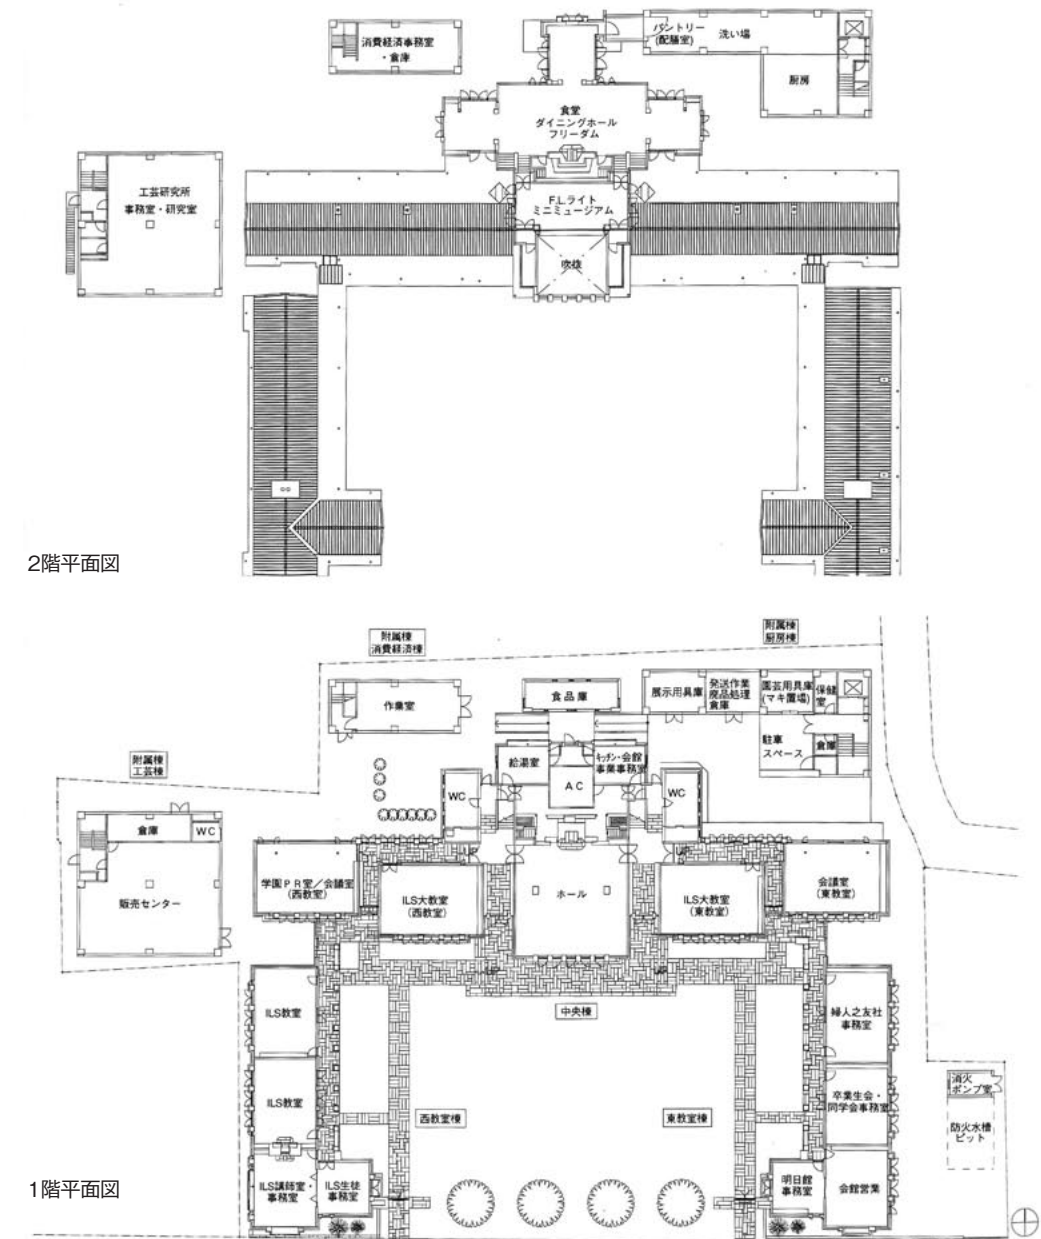 消費経済事務室
・倉庫
パントリー
(配膳室)
洗い場
厨房
食堂
ダイニングホール
フリーダム
工芸研究所
事務室・研究室
F.L.ライト
ミニミュージアム
吹抜
2階平面図
附属棟
消費経済棟
附属棟
厨房棟
作業室
食品庫
展示用具庫
発送作業
廃品処理
倉庫
園芸用具庫
(マキ置場)
保健
室
駐車
スペース
倉庫
附属棟
工芸棟
給湯室
キッチン・会館
事業事務室
AC
WC
WC
倉庫
WC
販売センター
UP
UP
学園PR室/会議室
(西教室)
ILS大教室
(西教室)
ホール
ILS大教室
(東教室)
会議室
(東教室)
UP
UP
中央棟
ILS教室
婦人之友社
事務室
ILS教室
卒業生会・
同学会事務室
消火
ポンプ室
防火水槽
ピット
西教室棟
東教室棟
ILS講師室・
事務室
ILS生徒
事務室
明日館
事務室
会館営業
1階平面図